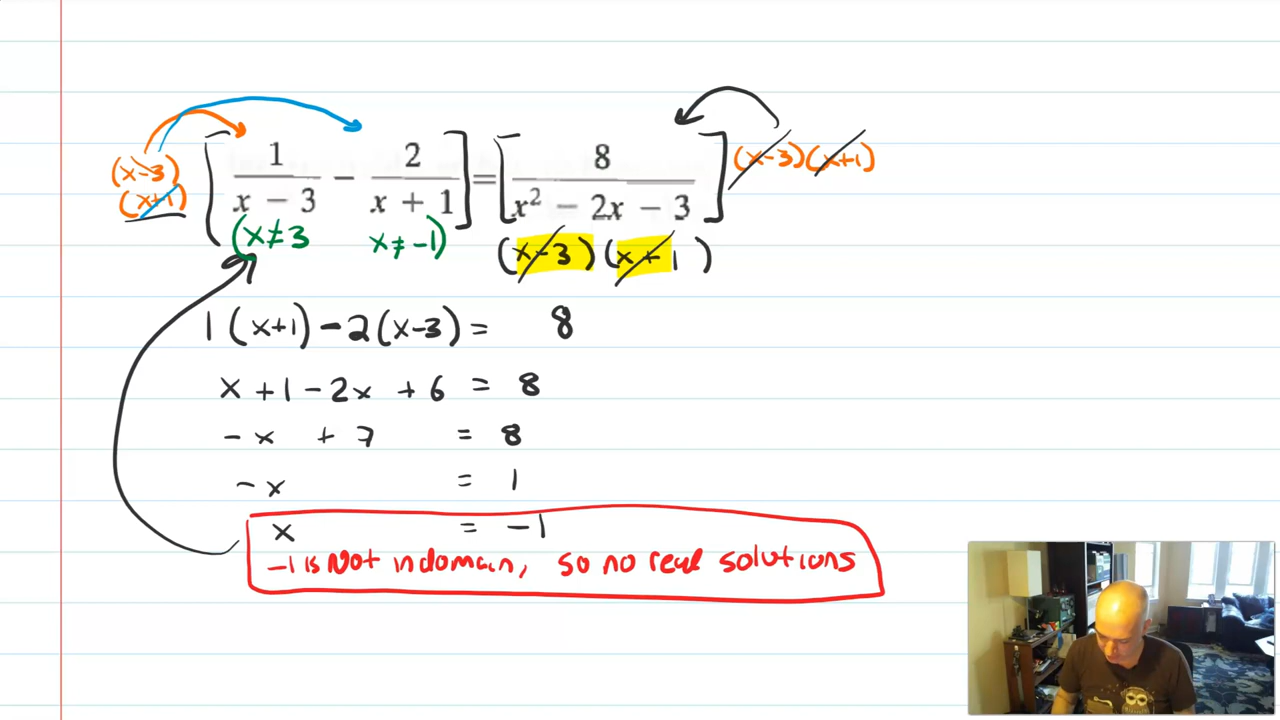 (x-3) [ 1/(x − 3) − 2/(x + 1) ] = [ 8/(x² − 2x − 3) ] (x-3)(x+1)
(x+1)
(x≠3 x≠-1) (x-3)(x+1)
1(x+1) - 2(x-3) = 8
x + 1 - 2x + 6 = 8
-x + 7 = 8
-x = 1
x = -1
-1 is Not in domain, so no real solutions